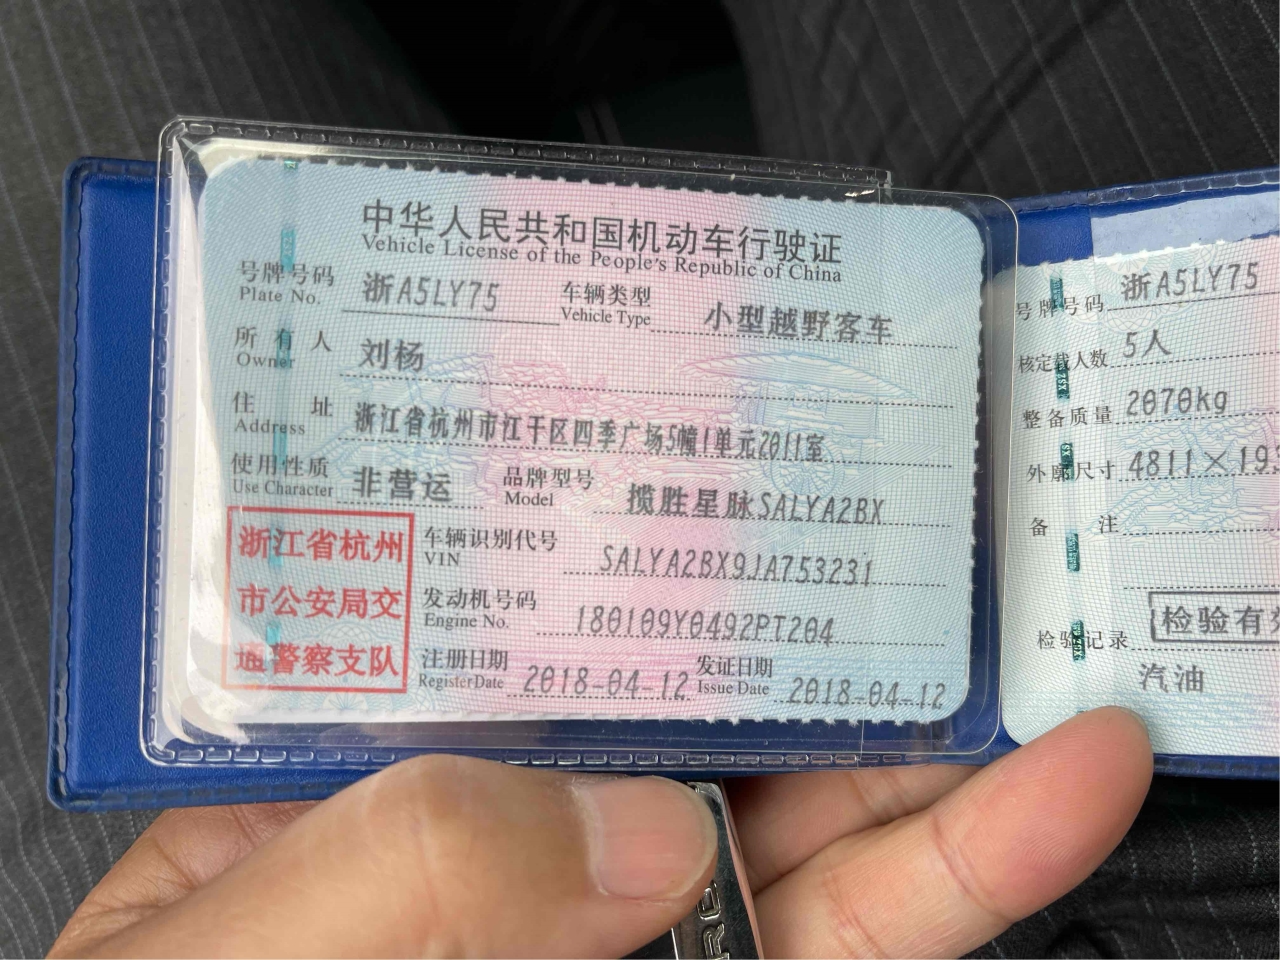 中华人民共和国机动车行驶证
Vehicle License of the People's Republic of China
号牌号码 浙A5LY75 车辆类型 小型越野客车
Plate No. Vehicle Type
所有人 刘杨
Owner
住址 浙江省杭州市江干区四季广场5幢1单元2011室
Address
使用性质 非营运 品牌型号 揽胜星脉SALYA2BX
Use Character Model
浙江省杭州
市公安局交
通警察支队
车辆识别代号 SALYA2BX9JA753231
VIN
发动机号码 180109Y0492PT204
Engine No.
注册日期 2018-04-12 发证日期 2018-04-12
Register Date Issue Date
号牌号码 浙A5LY75
核定载人数 5人
整备质量 2070kg
外廓尺寸 4811×193
备注
检验记录 检验有效
汽油